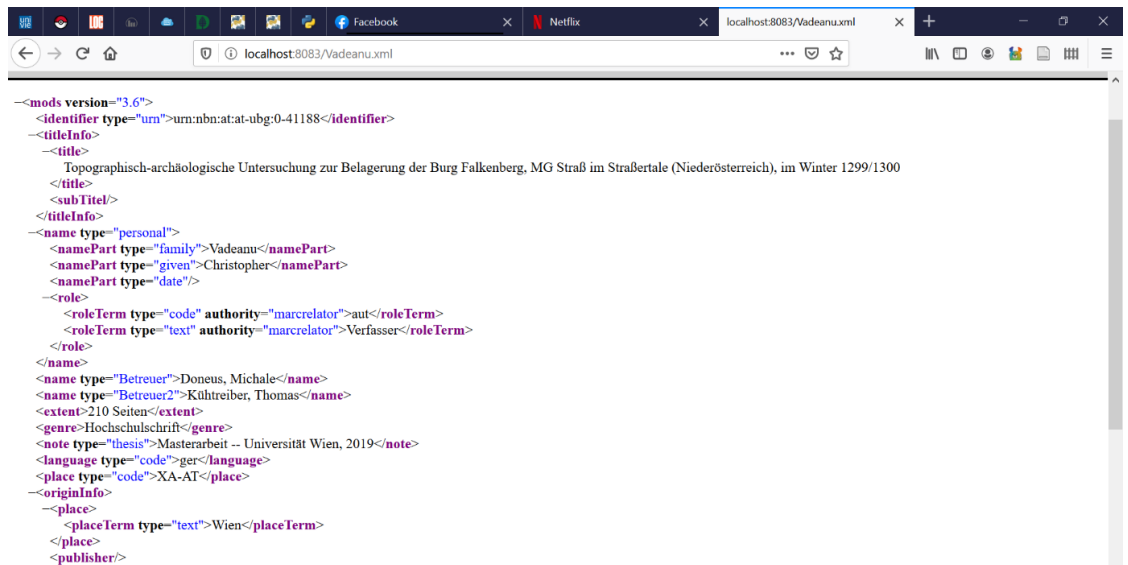 Facebook
Netflix
localhost:8083/Vadeanu.xml
localhost:8083/Vadeanu.xml
−<mods version="3.6">
<identifier type="urn">urn:nbn:at:at-ubg:0-41188</identifier>
−<titleInfo>
−<title>
Topographisch-archäologische Untersuchung zur Belagerung der Burg Falkenberg, MG Straß im Straßertale (Niederösterreich), im Winter 1299/1300
</title>
<subTitel/>
</titleInfo>
−<name type="personal">
<namePart type="family">Vadeanu</namePart>
<namePart type="given">Christopher</namePart>
<namePart type="date"/>
−<role>
<roleTerm type="code" authority="marcrelator">aut</roleTerm>
<roleTerm type="text" authority="marcrelator">Verfasser</roleTerm>
</role>
</name>
<name type="Betreuer">Doneus, Michale</name>
<name type="Betreuer2">Kühtreiber, Thomas</name>
<extent>210 Seiten</extent>
<genre>Hochschulschrift</genre>
<note type="thesis">Masterarbeit -- Universität Wien, 2019</note>
<language type="code">ger</language>
<place type="code">XA-AT</place>
−<originInfo>
−<place>
<placeTerm type="text">Wien</placeTerm>
</place>
<publisher/>